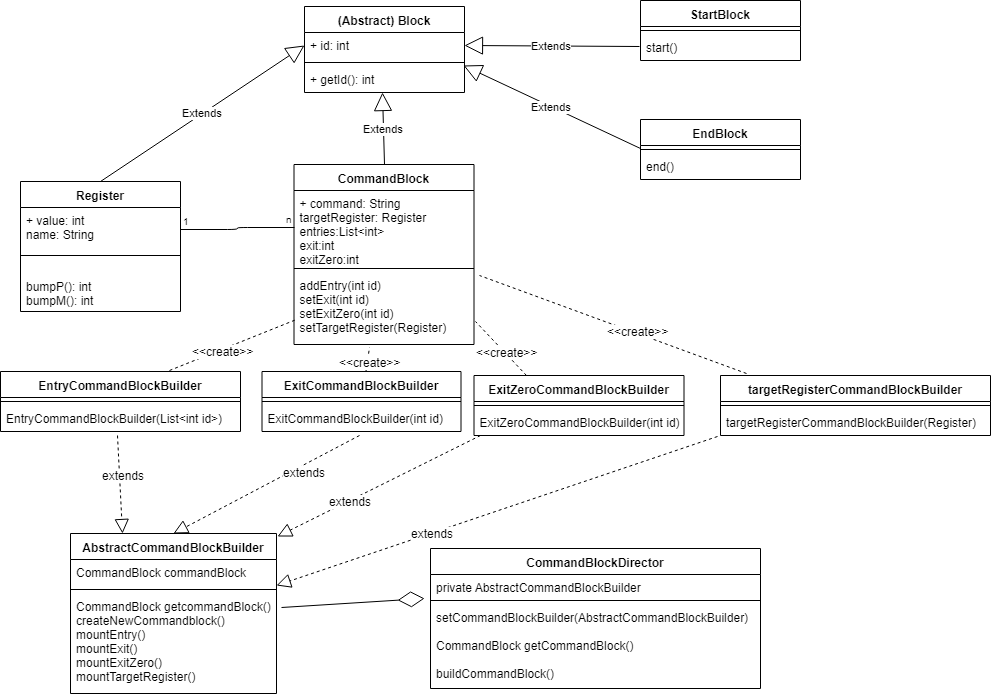 (Abstract) Block
+ id: int
+ getId(): int
StartBlock
start()
Extends
Extends
EndBlock
end()
Extends
Extends
Register
+ value: int
name: String
bumpP(): int
bumpM(): int
1
n
CommandBlock
+ command: String
targetRegister: Register
entries:List<int>
exit:int
exitZero:int
addEntry(int id)
setExit(int id)
setExitZero(int id)
setTargetRegister(Register)
<<create>>
<<create>>
<<create>>
<<create>>
EntryCommandBlockBuilder
EntryCommandBlockBuilder(List<int id>)
ExitCommandBlockBuilder
ExitCommandBlockBuilder(int id)
ExitZeroCommandBlockBuilder
ExitZeroCommandBlockBuilder(int id)
targetRegisterCommandBlockBuilder
targetRegisterCommandBlockBuilder(Register)
extends
extends
extends
extends
AbstractCommandBlockBuilder
CommandBlock commandBlock
CommandBlock getcommandBlock()
createNewCommandblock()
mountEntry()
mountExit()
mountExitZero()
mountTargetRegister()
CommandBlockDirector
private AbstractCommandBlockBuilder
setCommandBlockBuilder(AbstractCommandBlockBuilder)
CommandBlock getCommandBlock()
buildCommandBlock()